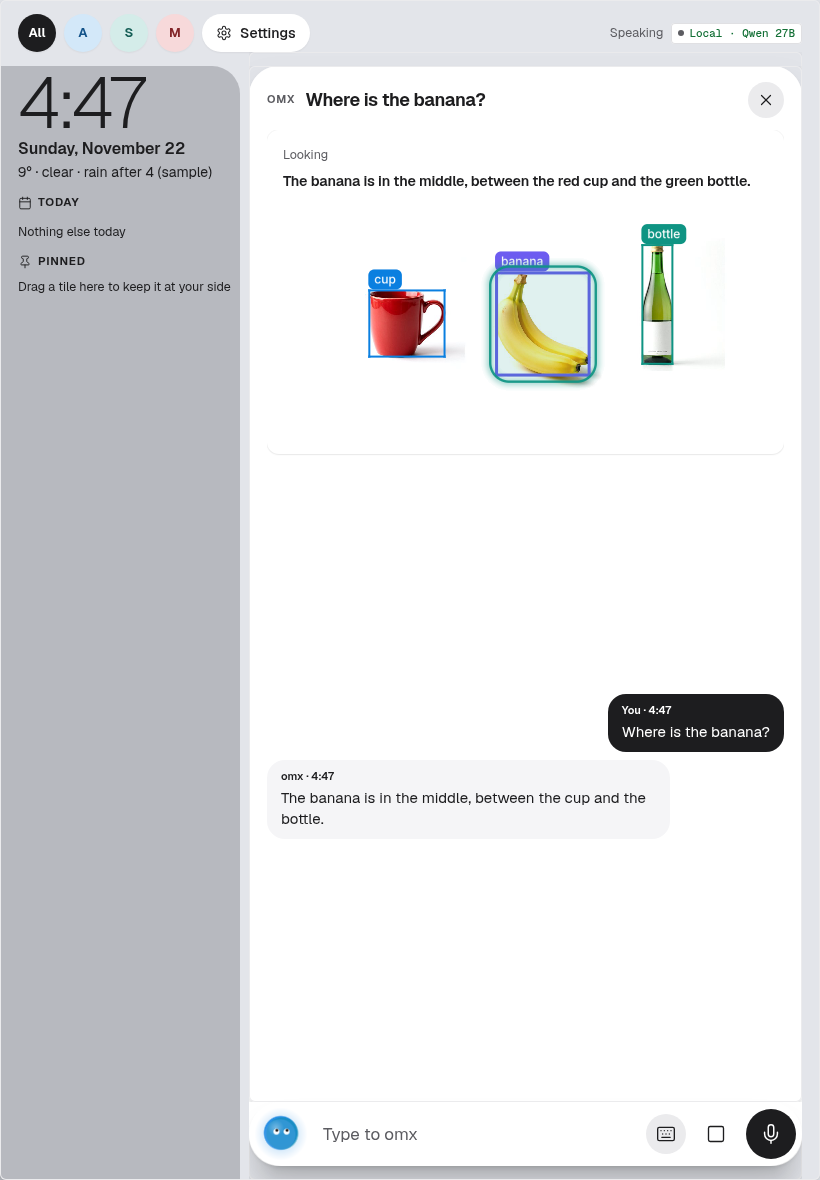 All A S M Settings Speaking Local · Qwen 27B
4:47
Sunday, November 22
9° · clear · rain after 4 (sample)
TODAY
Nothing else today
PINNED
Drag a tile here to keep it at your side
OMX Where is the banana?
Looking
The banana is in the middle, between the red cup and the green bottle.
cup
banana
bottle
You · 4:47
Where is the banana?
omx · 4:47
The banana is in the middle, between the cup and the
bottle.
Type to omx